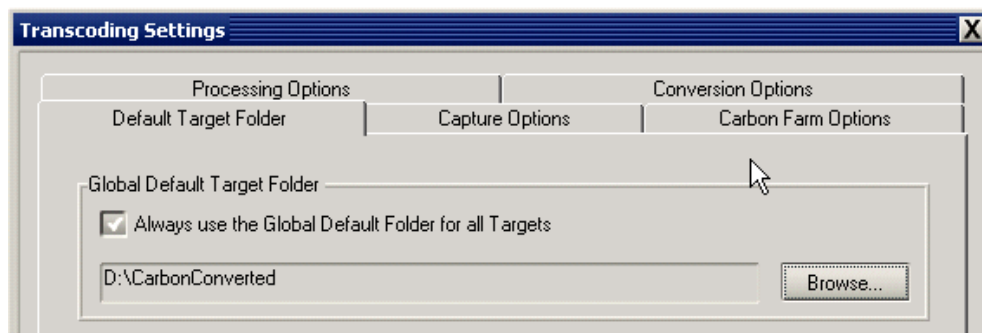 Transcoding Settings X
Processing Options Conversion Options
Default Target Folder Capture Options Carbon Farm Options
Global Default Target Folder
Always use the Global Default Folder for all Targets
D:\CarbonConverted Browse...